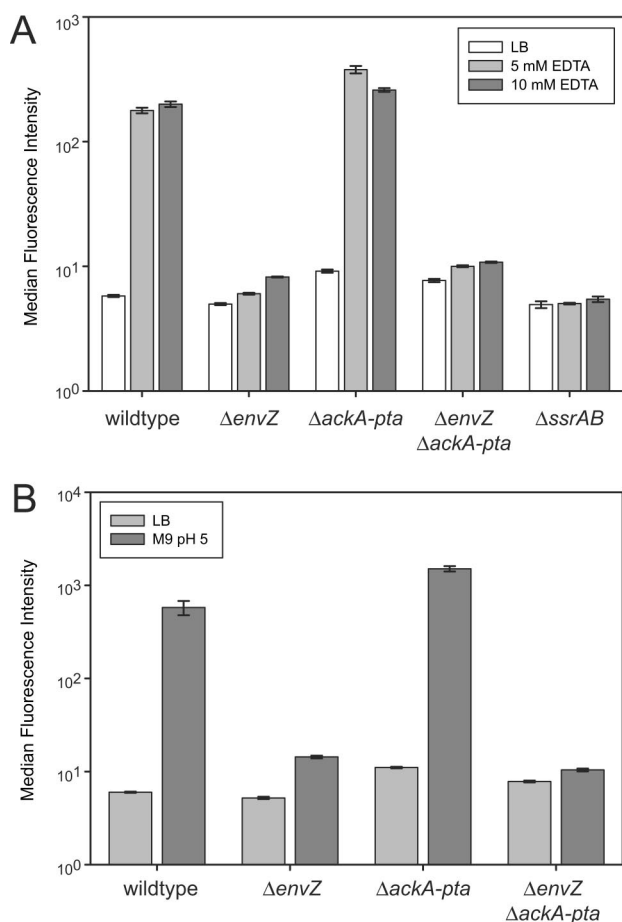 A
Median Fluorescence Intensity
10³
10²
10¹
10⁰
LB
5 mM EDTA
10 mM EDTA
wildtype
ΔenvZ
ΔackA-pta
ΔenvZ
ΔackA-pta
ΔssrAB
B
Median Fluorescence Intensity
10⁴
10³
10²
10¹
10⁰
LB
M9 pH 5
wildtype
ΔenvZ
ΔackA-pta
ΔenvZ
ΔackA-pta